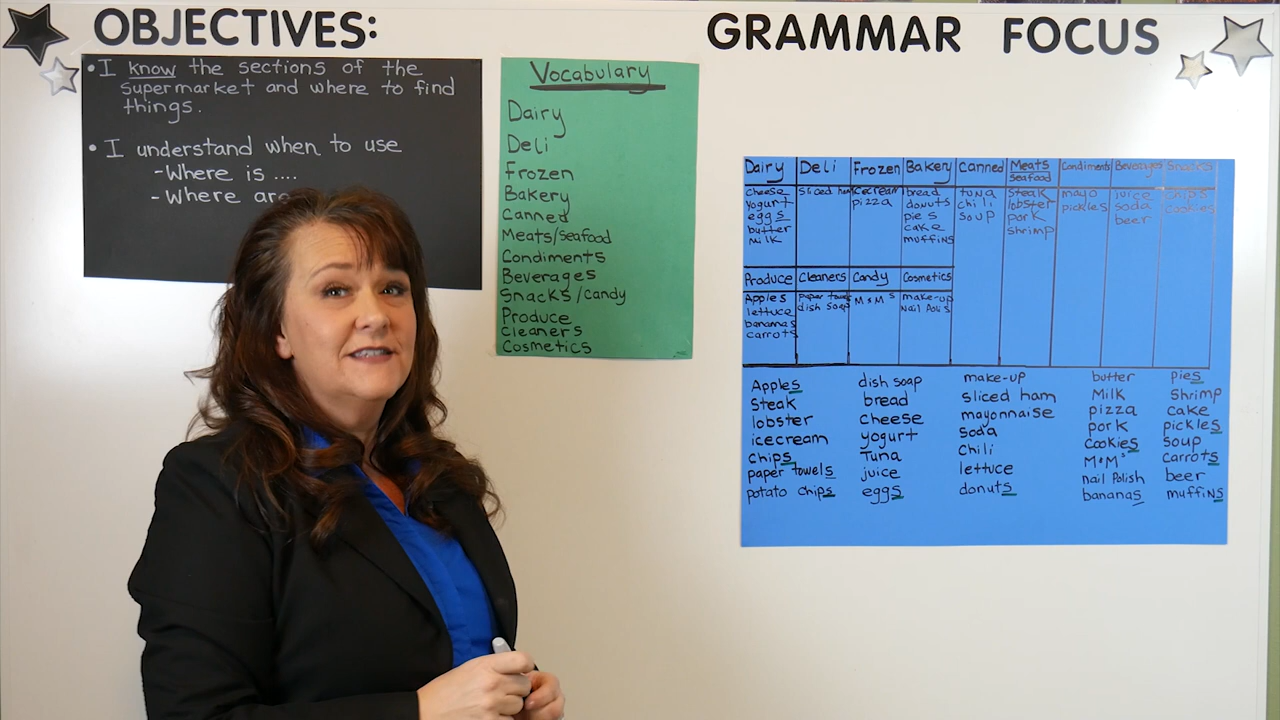 OBJECTIVES:
• I know the sections of the
supermarket and where to find
things.
• I understand when to use
- Where is ....
- Where are
Vocabulary
Dairy
Deli
Frozen
Bakery
Canned
Meats/seafood
Condiments
Beverages
Snacks/candy
Produce
Cleaners
Cosmetics
GRAMMAR FOCUS
Dairy Deli Frozen Bakery Canned Meats seafood Condiments Beverages Snacks
cheese sliced ham icecream bread tuna steak mayo juice chips
yogurt pizza donuts chili lobster pickles soda cookies
eggs pies soup pork beer
butter cake shrimp
milk muffins
Produce Cleaners Candy Cosmetics
Apples paper towels M&M's make-up
lettuce dish soap nail Polis
bananas
carrots
Apples dish soap make-up butter pies
steak bread sliced ham Milk Shrimp
lobster cheese mayonnaise pizza cake
icecream yogurt soda pork pickles
chips Tuna chili cookies soup
paper towels juice lettuce M&M's carrots
potato chips eggs donuts nail Polish beer
bananas muffins